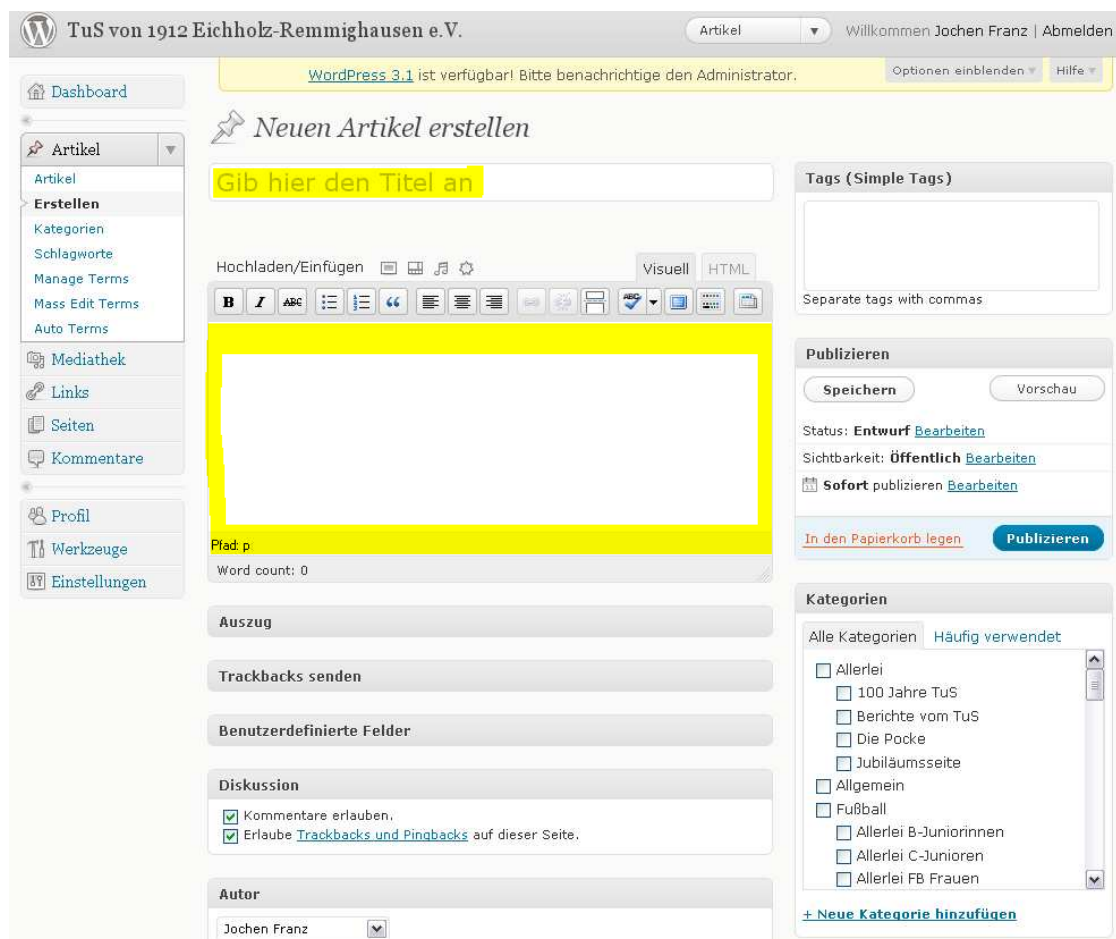 TuS von 1912 Eichholz-Remmighausen e.V.
Artikel
Willkommen Jochen Franz | Abmelden
WordPress 3.1 ist verfügbar! Bitte benachrichtige den Administrator.
Optionen einblenden
Hilfe
Dashboard
Artikel
Artikel
Erstellen
Kategorien
Schlagworte
Manage Terms
Mass Edit Terms
Auto Terms
Mediathek
Links
Seiten
Kommentare
Profil
Werkzeuge
Einstellungen
Neuen Artikel erstellen
Gib hier den Titel an
Hochladen/Einfügen
Visuell
HTML
B I ABC ABC
Pfad: p
Word count: 0
Auszug
Trackbacks senden
Benutzerdefinierte Felder
Diskussion
Kommentare erlauben.
Erlaube Trackbacks und Pingbacks auf dieser Seite.
Autor
Jochen Franz
Tags (Simple Tags)
Separate tags with commas
Publizieren
Speichern
Vorschau
Status: Entwurf Bearbeiten
Sichtbarkeit: Öffentlich Bearbeiten
Sofort publizieren Bearbeiten
In den Papierkorb legen
Publizieren
Kategorien
Alle Kategorien
Häufig verwendet
Allerlei
100 Jahre TuS
Berichte vom TuS
Die Pocke
Jubiläumsseite
Allgemein
Fußball
Allerlei B-Juniorinnen
Allerlei C-Junioren
Allerlei FB Frauen
+ Neue Kategorie hinzufügen